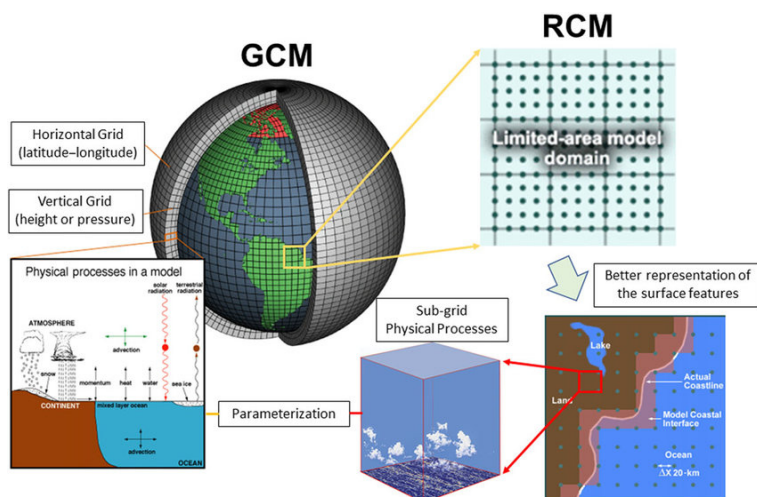 GCM
RCM
Horizontal Grid
(latitude–longitude)
Vertical Grid
(height or pressure)
Limited-area model
domain
Better representation of
the surface features
Physical processes in a model
solar
radiation
terrestrial
radiation
ATMOSPHERE
advection
snow
momentum
heat
water
sea ice
CONTINENT
mixed layer ocean
advection
OCEAN
Sub-grid
Physical Processes
Parameterization
Lake
Land
Actual
Coastline
Model Coastal
Interface
Ocean
ΔX 20-km